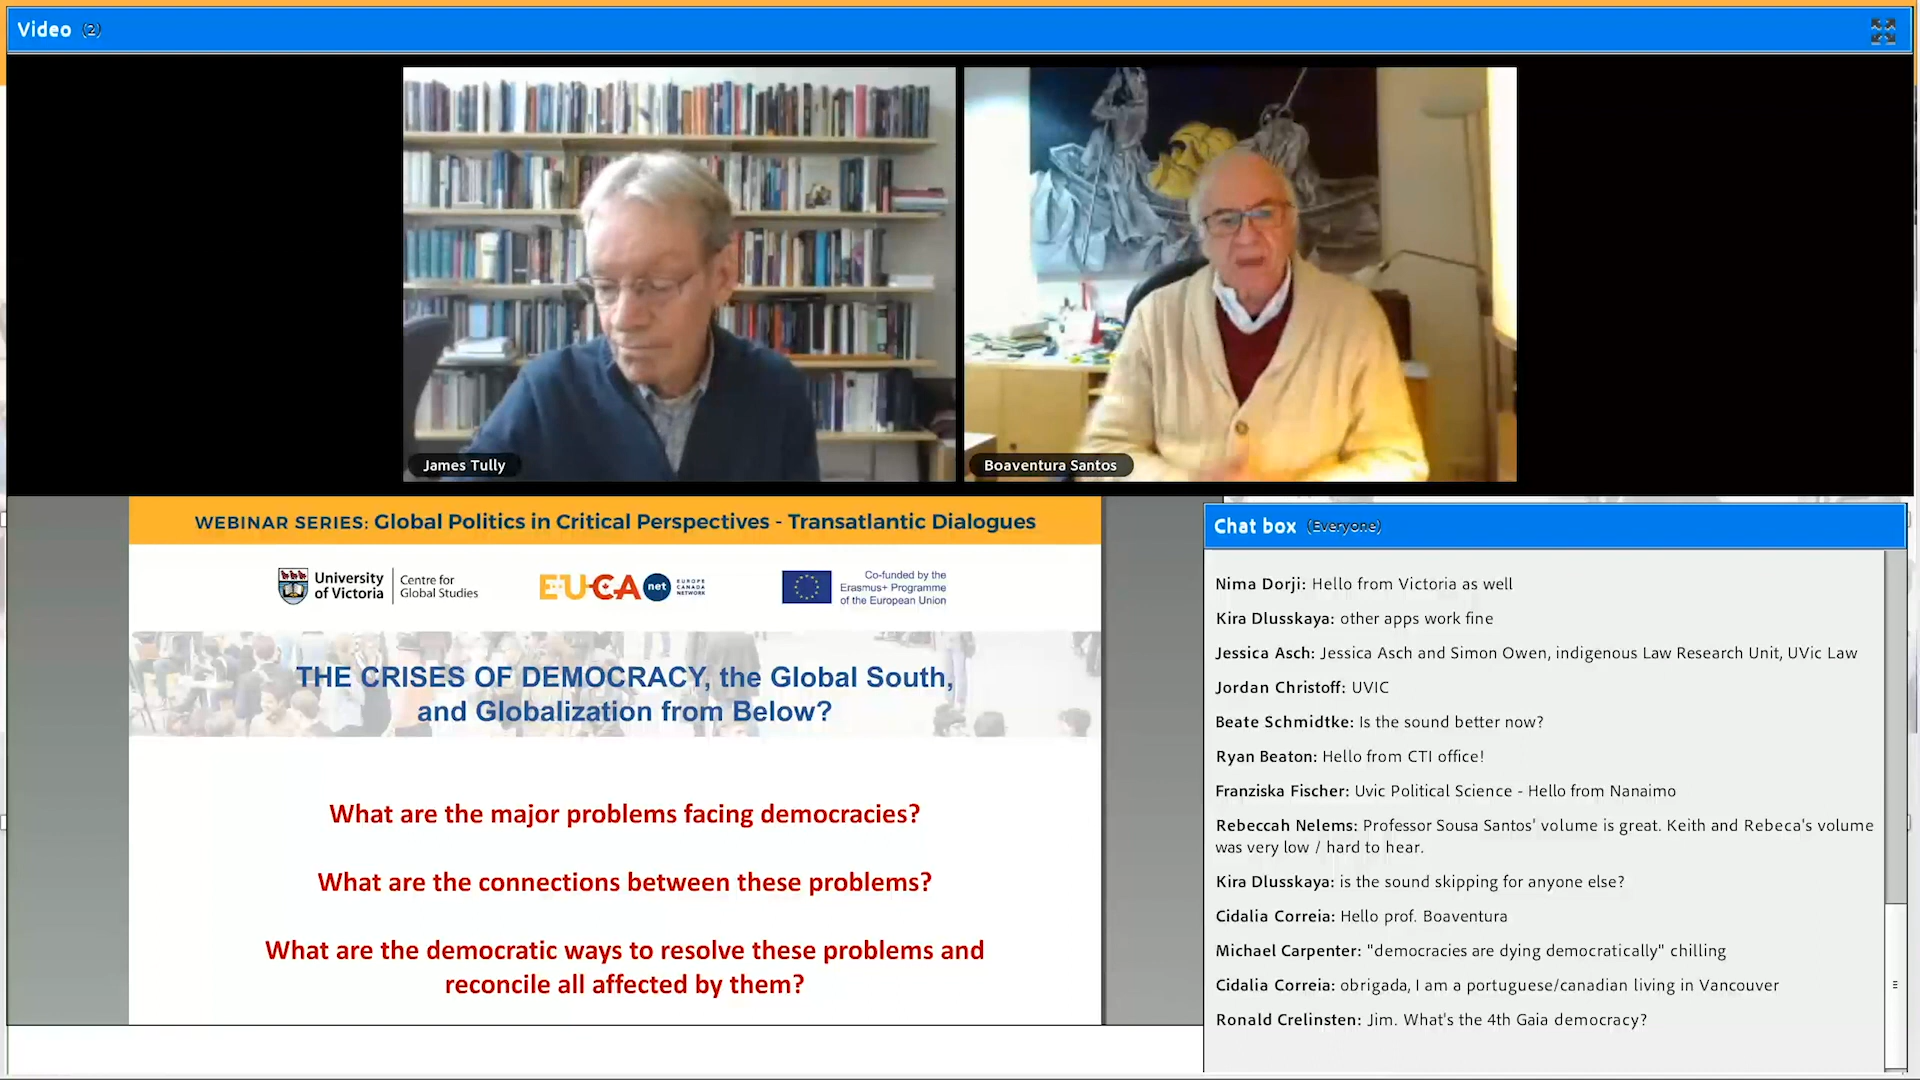 Video (2)
James Tully
Boaventura Santos
WEBINAR SERIES: Global Politics in Critical Perspectives - Transatlantic Dialogues
University
of Victoria
Centre for
Global Studies
EU-CA net
EUROPE
CANADA
NETWORK
Co-funded by the
Erasmus+ Programme
of the European Union
THE CRISES OF DEMOCRACY, the Global South,
and Globalization from Below?
What are the major problems facing democracies?
What are the connections between these problems?
What are the democratic ways to resolve these problems and
reconcile all affected by them?
Chat box (Everyone)
Nima Dorji: Hello from Victoria as well
Kira Dlusskaya: other apps work fine
Jessica Asch: Jessica Asch and Simon Owen, indigenous Law Research Unit, UVic Law
Jordan Christoff: UVIC
Beate Schmidtke: Is the sound better now?
Ryan Beaton: Hello from CTI office!
Franziska Fischer: Uvic Political Science - Hello from Nanaimo
Rebeccah Nelems: Professor Sousa Santos' volume is great. Keith and Rebeca's volume
was very low / hard to hear.
Kira Dlusskaya: is the sound skipping for anyone else?
Cidalia Correia: Hello prof. Boaventura
Michael Carpenter: "democracies are dying democratically" chilling
Cidalia Correia: obrigada, I am a portuguese/canadian living in Vancouver
Ronald Crelinsten: Jim. What's the 4th Gaia democracy?